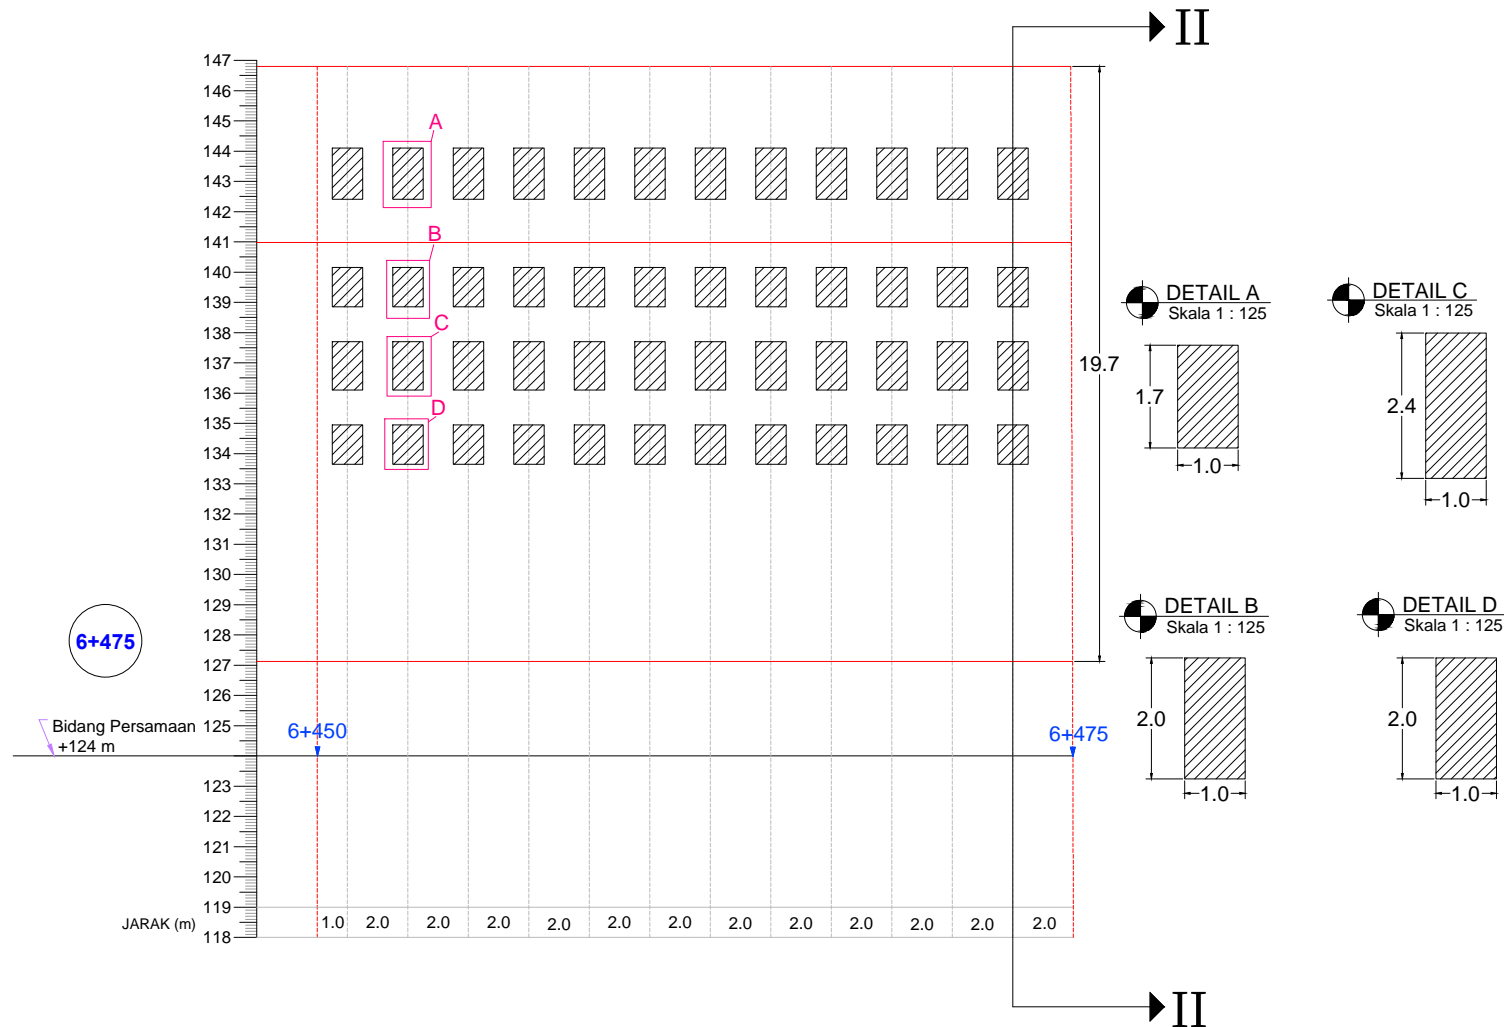 II
147
146
145
144
143
142
141
140
139
138
137
136
135
134
133
132
131
130
129
128
127
126
125
123
122
121
120
119
118
A
B
C
D
19.7
6+475
Bidang Persamaan
+124 m
6+450
6+475
JARAK (m)
1.0 2.0 2.0 2.0 2.0 2.0 2.0 2.0 2.0 2.0 2.0 2.0 2.0
DETAIL A
Skala 1 : 125
1.7
1.0
DETAIL C
Skala 1 : 125
2.4
1.0
DETAIL B
Skala 1 : 125
2.0
1.0
DETAIL D
Skala 1 : 125
2.0
1.0
II